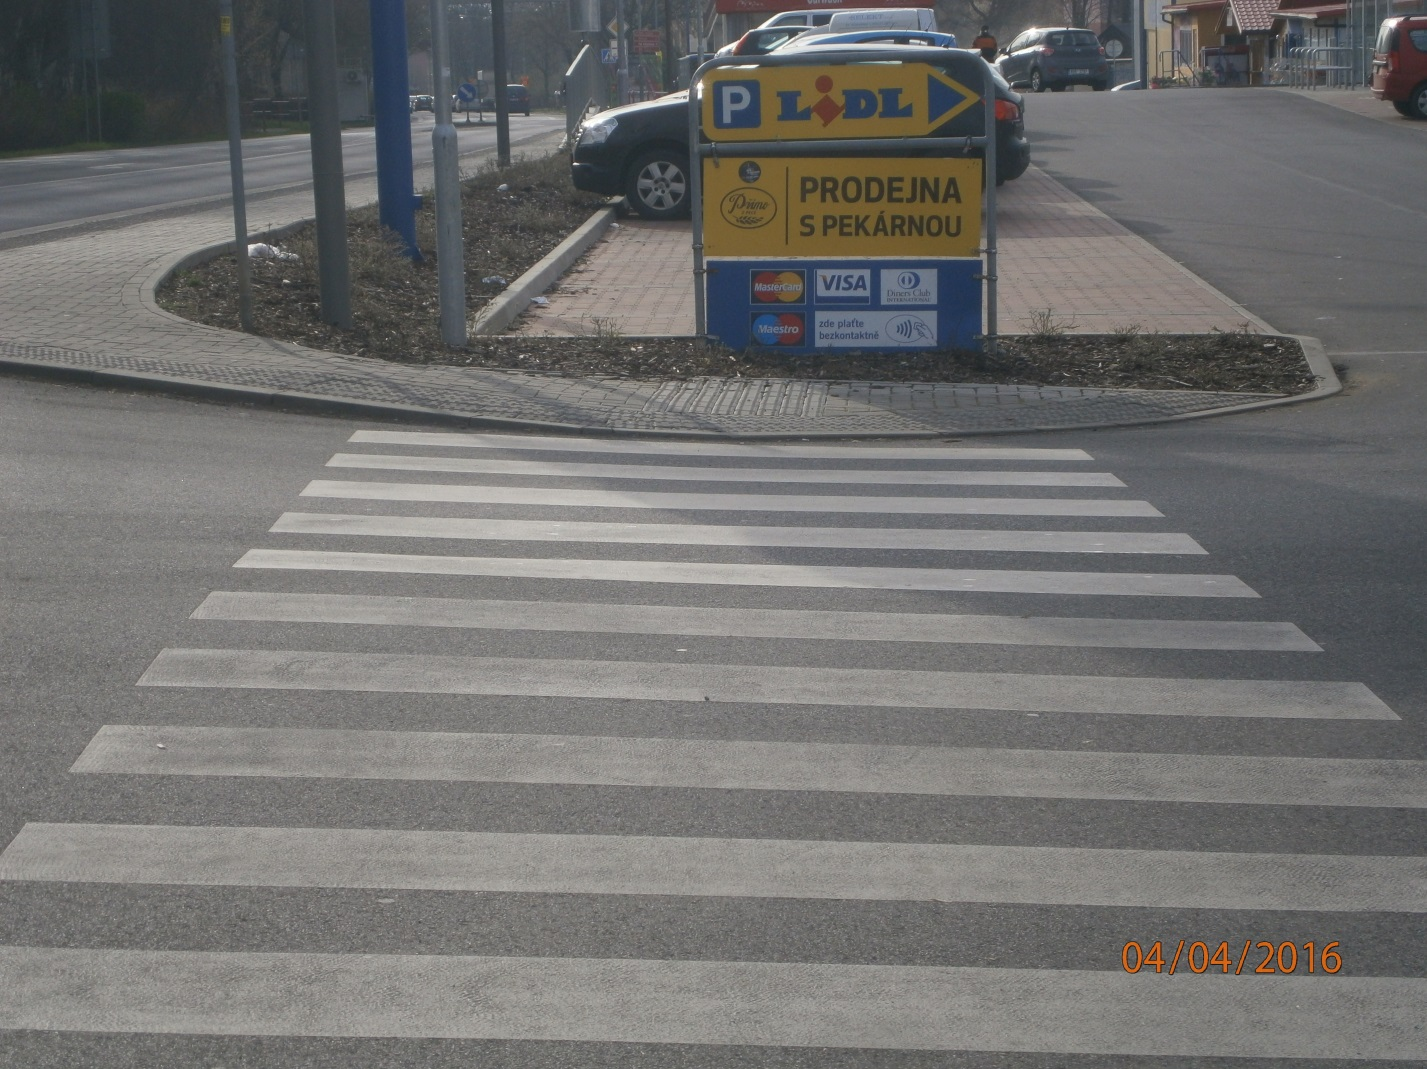 P LiDL
Primo
PRODEJNA
S PEKÁRNOU
MasterCard
VISA
Diners Club
INTERNATIONAL
Maestro
zde plaťte
bezkontaktně
04/04/2016